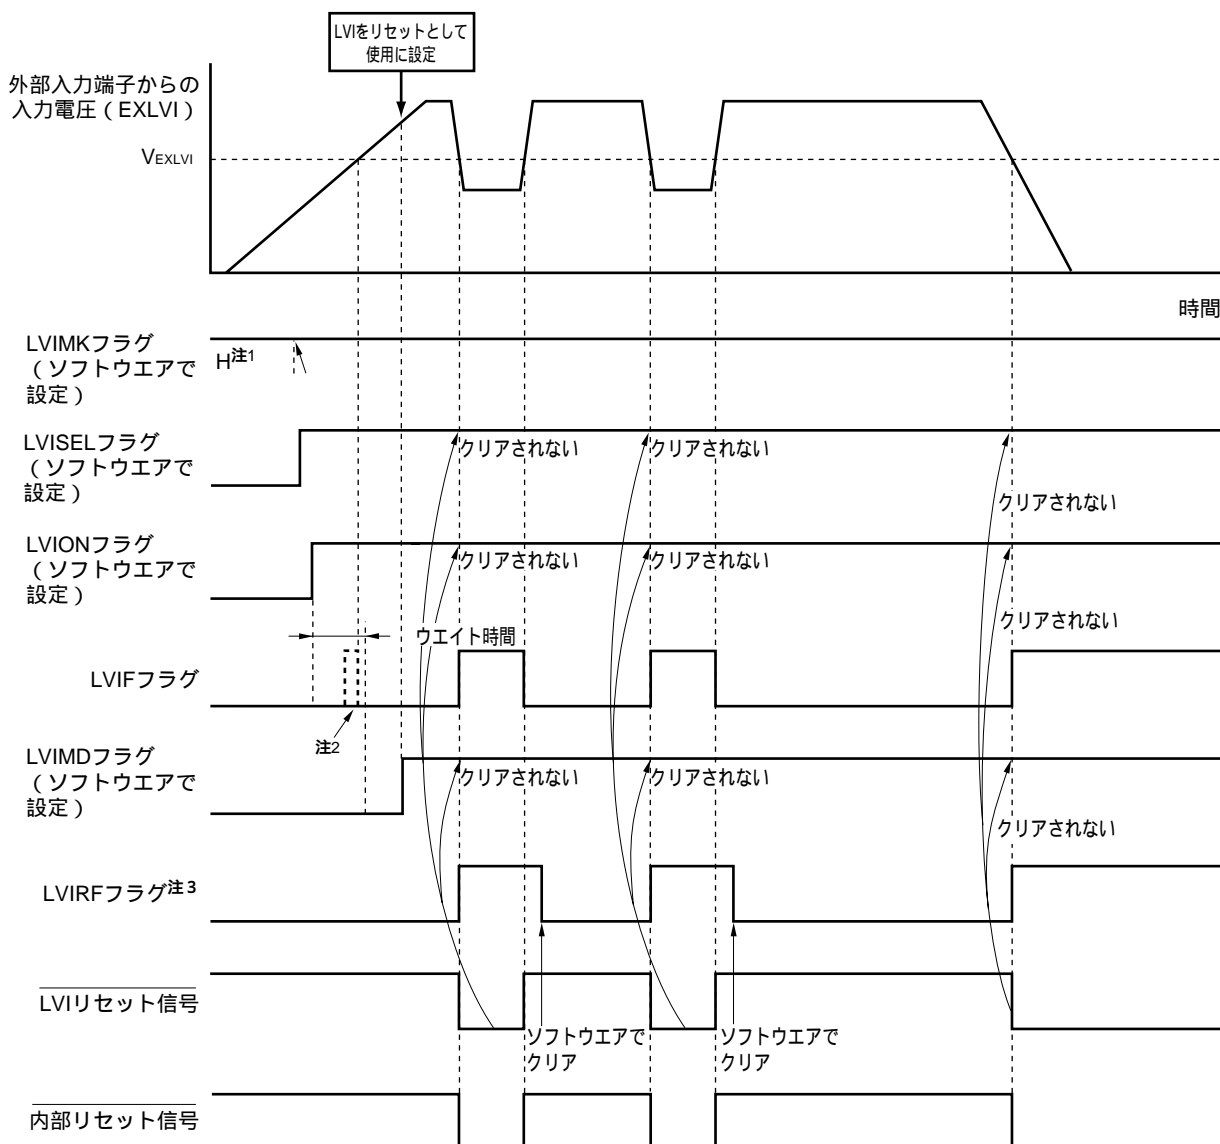 LVIをリセットとして
使用に設定
外部入力端子からの
入力電圧（EXLVI）
VEXLVI
時間
LVIMKフラグ
（ソフトウエアで
設定）
H注1
LVISELフラグ
（ソフトウエアで
設定）
クリアされない
クリアされない
クリアされない
LVIONフラグ
（ソフトウエアで
設定）
クリアされない
クリアされない
クリアされない
ウエイト時間
LVIFフラグ
注2
LVIMDフラグ
（ソフトウエアで
設定）
クリアされない
クリアされない
クリアされない
LVIRFフラグ注3
LVIリセット信号
ソフトウエアで
クリア
ソフトウエアで
クリア
内部リセット信号